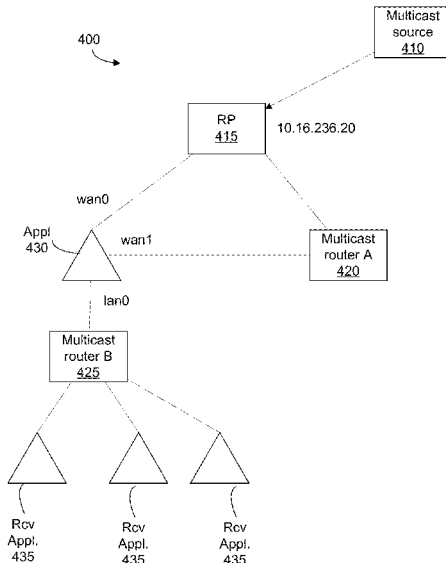 Multicast
source
410
400
RP
415
10.16.236.20
wan0
Appl
430
wan1
Multicast
router A
420
lan0
Multicast
router B
425
Rcv
Appl.
435
Rcv
Appl.
435
Rcv
Appl.
435